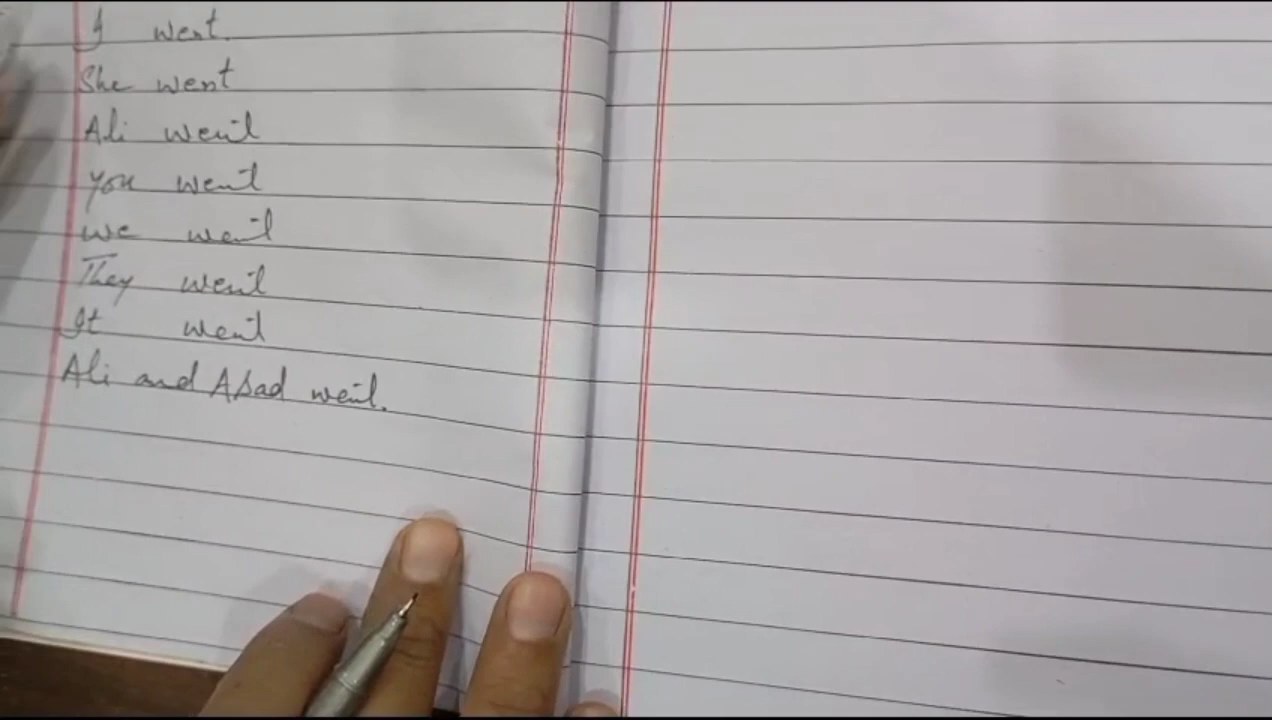 I went.
She went
Ali went
You went
We went
They went
It went
Ali and Asad went.